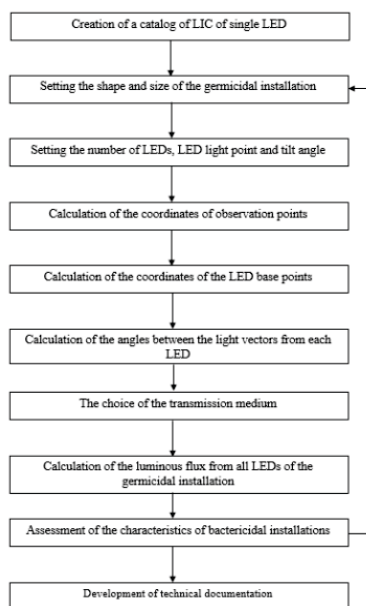 Creation of a catalog of LIC of single LED
Setting the shape and size of the germicidal installation
Setting the number of LEDs, LED light point and tilt angle
Calculation of the coordinates of observation points
Calculation of the coordinates of the LED base points
Calculation of the angles between the light vectors from each
LED
The choice of the transmission medium
Calculation of the luminous flux from all LEDs of the
germicidal installation
Assessment of the characteristics of bactericidal installations
Development of technical documentation